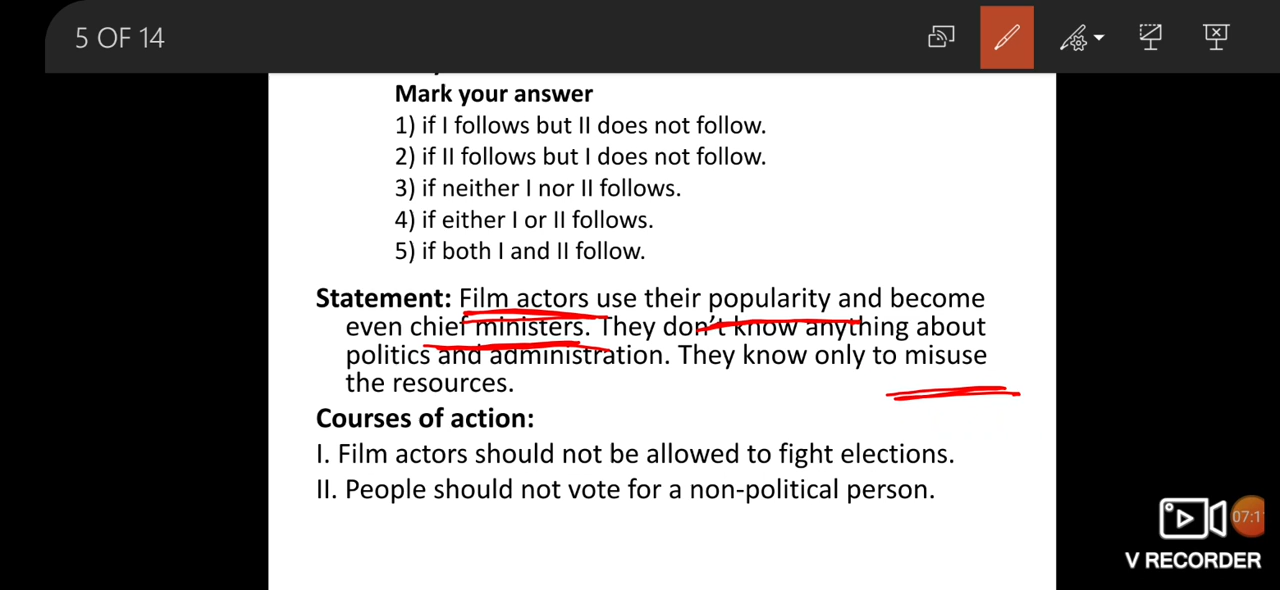 5 OF 14
Mark your answer
1) if I follows but II does not follow.
2) if II follows but I does not follow.
3) if neither I nor II follows.
4) if either I or II follows.
5) if both I and II follow.
Statement: Film actors use their popularity and become
even chief ministers. They don’t know anything about
politics and administration. They know only to misuse
the resources.
Courses of action:
I. Film actors should not be allowed to fight elections.
II. People should not vote for a non-political person.
V RECORDER